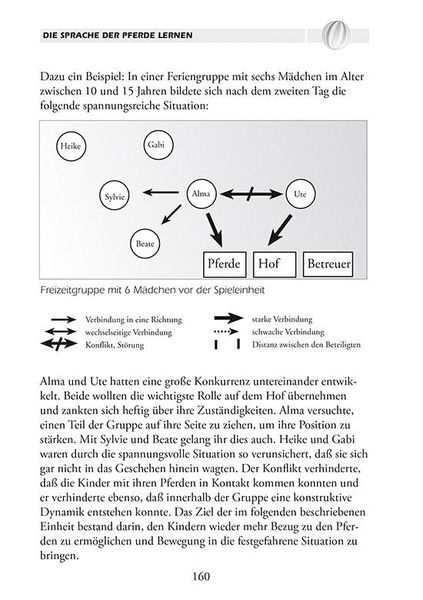 DIE SPRACHE DER PFERDE LERNEN
Dazu ein Beispiel: In einer Feriengruppe mit sechs Mädchen im Alter
zwischen 10 und 15 Jahren bildete sich nach dem zweiten Tag die
folgende spannungsreiche Situation:
Heike
Gabi
Sylvie
Alma
Ute
Beate
Pferde
Hof
Betreuer
Freizeitgruppe mit 6 Mädchen vor der Spieleinheit
Verbindung in eine Richtung
starke Verbindung
wechselseitige Verbindung
schwache Verbindung
Konflikt, Störung
Distanz zwischen den Beteiligten
Alma und Ute hatten eine große Konkurrenz untereinander entwik-
kelt. Beide wollten die wichtigste Rolle auf dem Hof übernehmen
und zankten sich heftig über ihre Zuständigkeiten. Alma versuchte,
einen Teil der Gruppe auf ihre Seite zu ziehen, um ihre Position zu
stärken. Mit Sylvie und Beate gelang ihr dies auch. Heike und Gabi
waren durch die spannungsvolle Situation so verunsichert, daß sie sich
gar nicht in das Geschehen hinein wagten. Der Konflikt verhinderte,
daß die Kinder mit ihren Pferden in Kontakt kommen konnten und
er verhinderte ebenso, daß innerhalb der Gruppe eine konstruktive
Dynamik entstehen konnte. Das Ziel der im folgenden beschriebenen
Einheit bestand darin, den Kindern wieder mehr Bezug zu den Pfer-
den zu ermöglichen und Bewegung in die festgefahrene Situation zu
bringen.
160